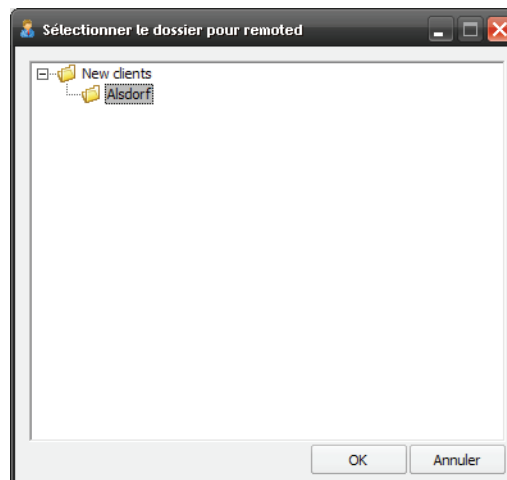 Sélectionner le dossier pour remoted
New clients
Alsdorf
OK
Annuler